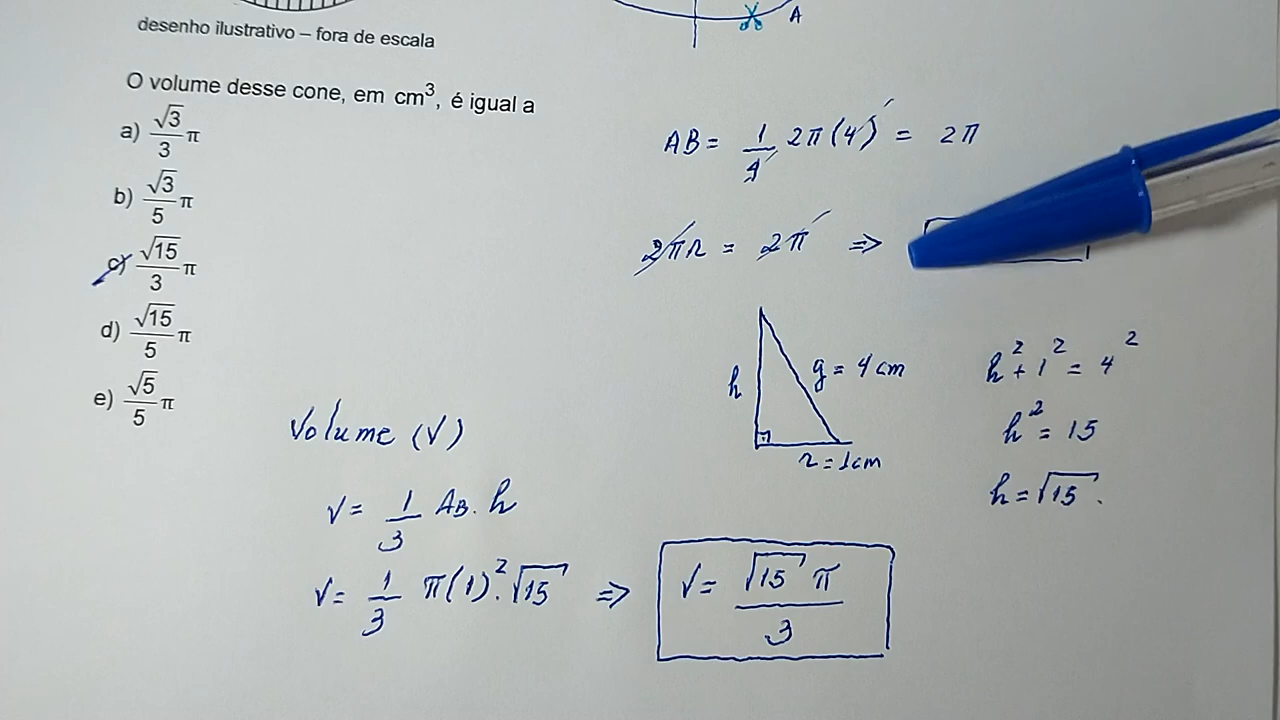 desenho ilustrativo – fora de escala
O volume desse cone, em cm³, é igual a
a) √3/3 π
b) √3/5 π
c) √15/3 π
d) √15/5 π
e) √5/5 π
A
AB = 1/4 2π(4) = 2π
2πr = 2π ⇒
h
g = 4cm
r = 1cm
h² + 1² = 4²
h² = 15
h = √15.
Volume (V)
V = 1/3 AB. h
V = 1/3 π(1)².√15 ⇒ V = √15 π/3